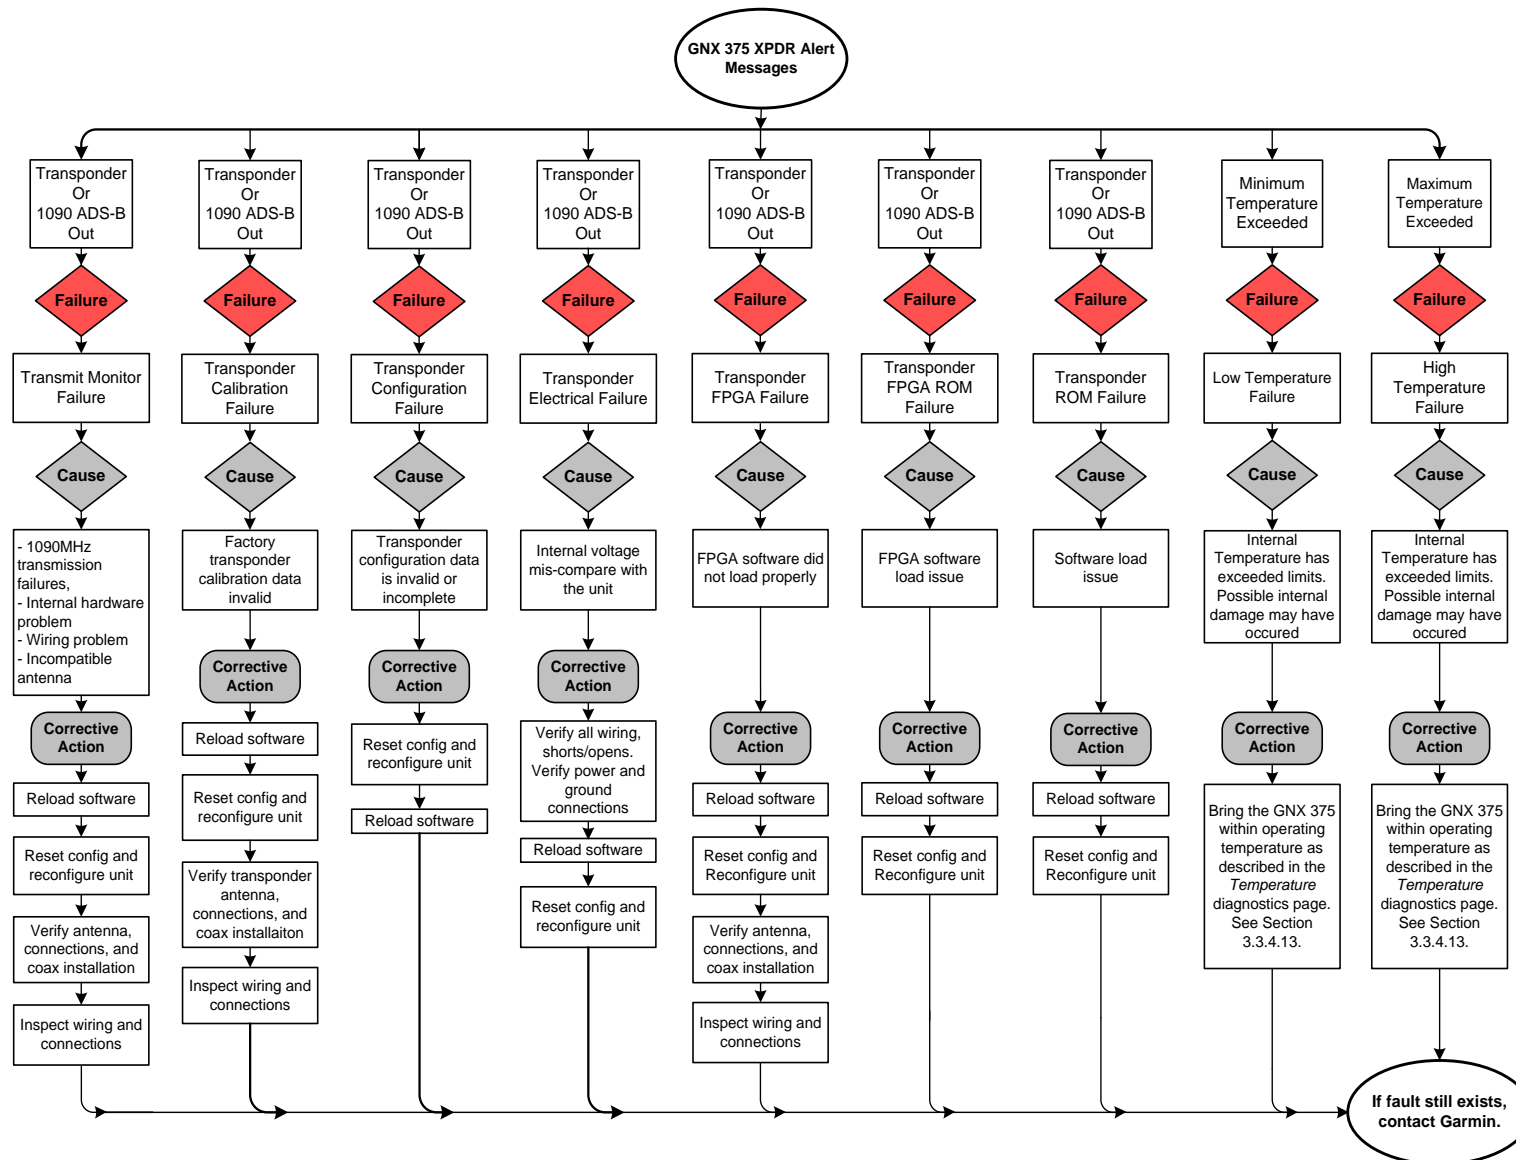 GNX 375 XPDR Alert
Messages
Transponder
Or
1090 ADS-B
Out
Failure
Transmit Monitor
Failure
Cause
- 1090MHz
transmission
failures,
- Internal hardware
problem
- Wiring problem
- Incompatible
antenna
Corrective
Action
Reload software
Reset config and
reconfigure unit
Verify antenna,
connections, and
coax installation
Inspect wiring and
connections
Transponder
Or
1090 ADS-B
Out
Failure
Transponder
Calibration
Failure
Cause
Factory
transponder
calibration data
invalid
Corrective
Action
Reload software
Reset config and
reconfigure unit
Verify transponder
antenna,
connections, and
coax installaiton
Inspect wiring and
connections
Transponder
Or
1090 ADS-B
Out
Failure
Transponder
Configuration
Failure
Cause
Transponder
configuration data
is invalid or
incomplete
Corrective
Action
Reset config and
reconfigure unit
Reload software
Transponder
Or
1090 ADS-B
Out
Failure
Transponder
Electrical Failure
Cause
Internal voltage
mis-compare with
the unit
Corrective
Action
Verify all wiring,
shorts/opens.
Verify power and
ground
connections
Reload software
Reset config and
reconfigure unit
Transponder
Or
1090 ADS-B
Out
Failure
Transponder
FPGA Failure
Cause
FPGA software did
not load properly
Corrective
Action
Reload software
Reset config and
Reconfigure unit
Verify antenna,
connections, and
coax installation
Inspect wiring and
connections
Transponder
Or
1090 ADS-B
Out
Failure
Transponder
FPGA ROM
Failure
Cause
FPGA software
load issue
Corrective
Action
Reload software
Reset config and
Reconfigure unit
Transponder
Or
1090 ADS-B
Out
Failure
Transponder
ROM Failure
Cause
Software load
issue
Corrective
Action
Reload software
Reset config and
Reconfigure unit
Minimum
Temperature
Exceeded
Failure
Low Temperature
Failure
Cause
Internal
Temperature has
exceeded limits.
Possible internal
damage may have
occured
Corrective
Action
Bring the GNX 375
within operating
temperature as
described in the
Temperature
diagnostics page.
See Section
3.3.4.13.
Maximum
Temperature
Exceeded
Failure
High
Temperature
Failure
Cause
Internal
Temperature has
exceeded limits.
Possible internal
damage may have
occured
Corrective
Action
Bring the GNX 375
within operating
temperature as
described in the
Temperature
diagnostics page.
See Section
3.3.4.13.
If fault still exists,
contact Garmin.